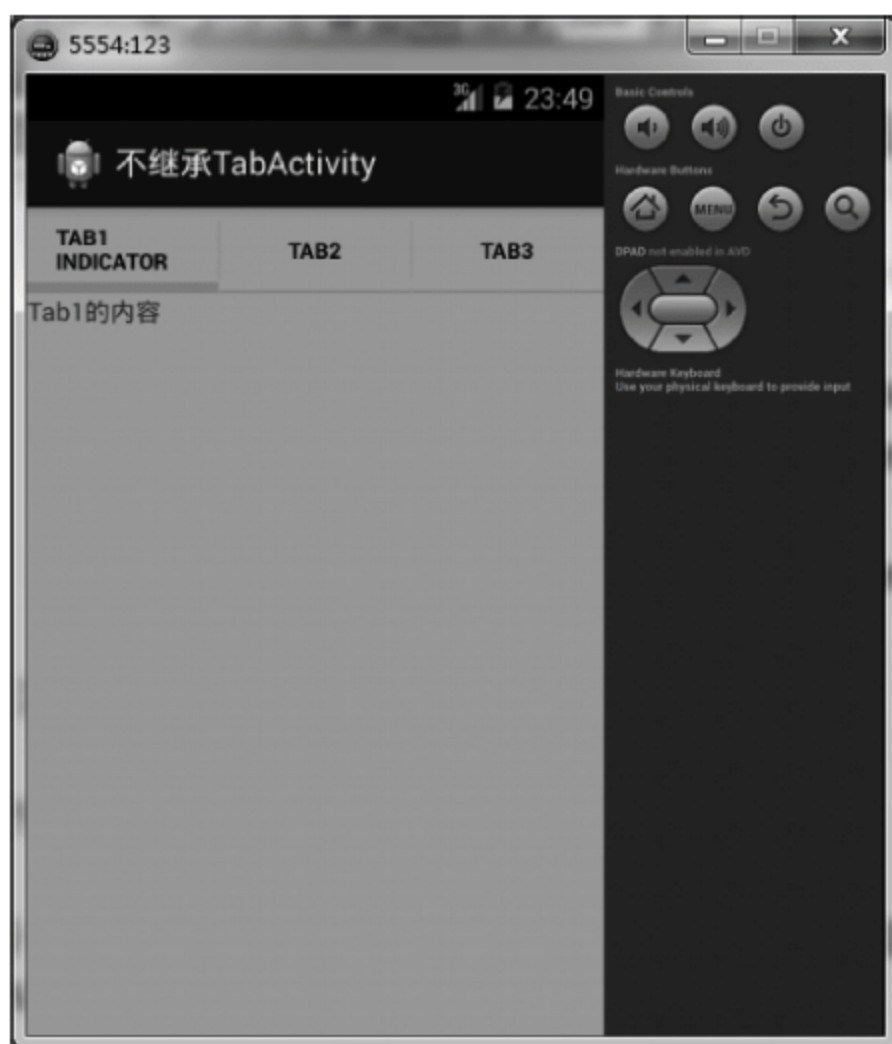 5554:123
3G 23:49
不继承TabActivity
TAB1
INDICATOR
TAB2
TAB3
Tab1的内容
Basic Controls
Hardware Buttons
MENU
DPAD not enabled in AVD
Hardware Keyboard
Use your physical keyboard to provide input